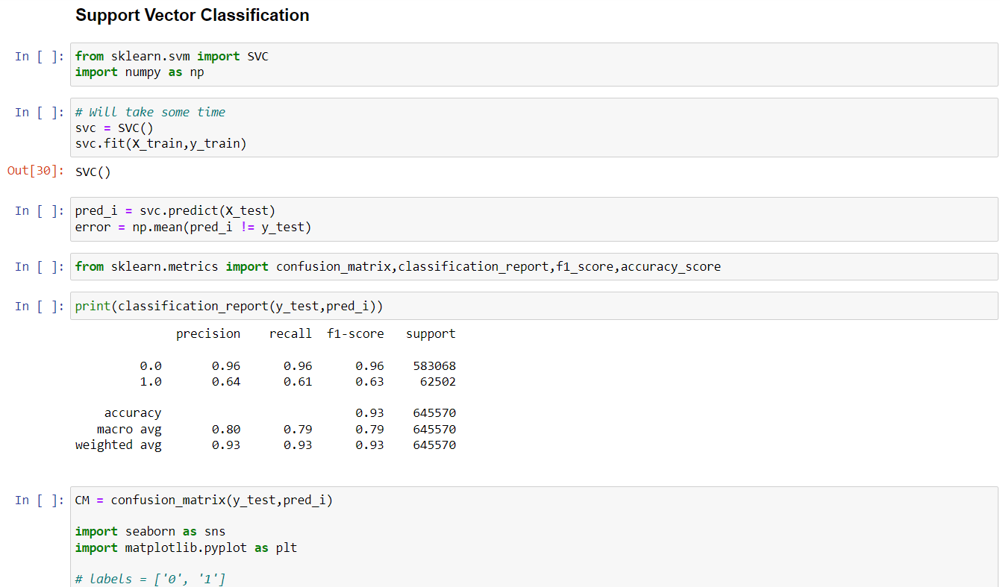 Support Vector Classification
In [ ]: from sklearn.svm import SVC
import numpy as np
In [ ]: # Will take some time
svc = SVC()
svc.fit(X_train,y_train)
Out[30]: SVC()
In [ ]: pred_i = svc.predict(X_test)
error = np.mean(pred_i != y_test)
In [ ]: from sklearn.metrics import confusion_matrix,classification_report,f1_score,accuracy_score
In [ ]: print(classification_report(y_test,pred_i))
precision recall f1-score support
0.0 0.96 0.96 0.96 583068
1.0 0.64 0.61 0.63 62502
accuracy 0.93 645570
macro avg 0.80 0.79 0.79 645570
weighted avg 0.93 0.93 0.93 645570
In [ ]: CM = confusion_matrix(y_test,pred_i)
import seaborn as sns
import matplotlib.pyplot as plt
# labels = ['0', '1']